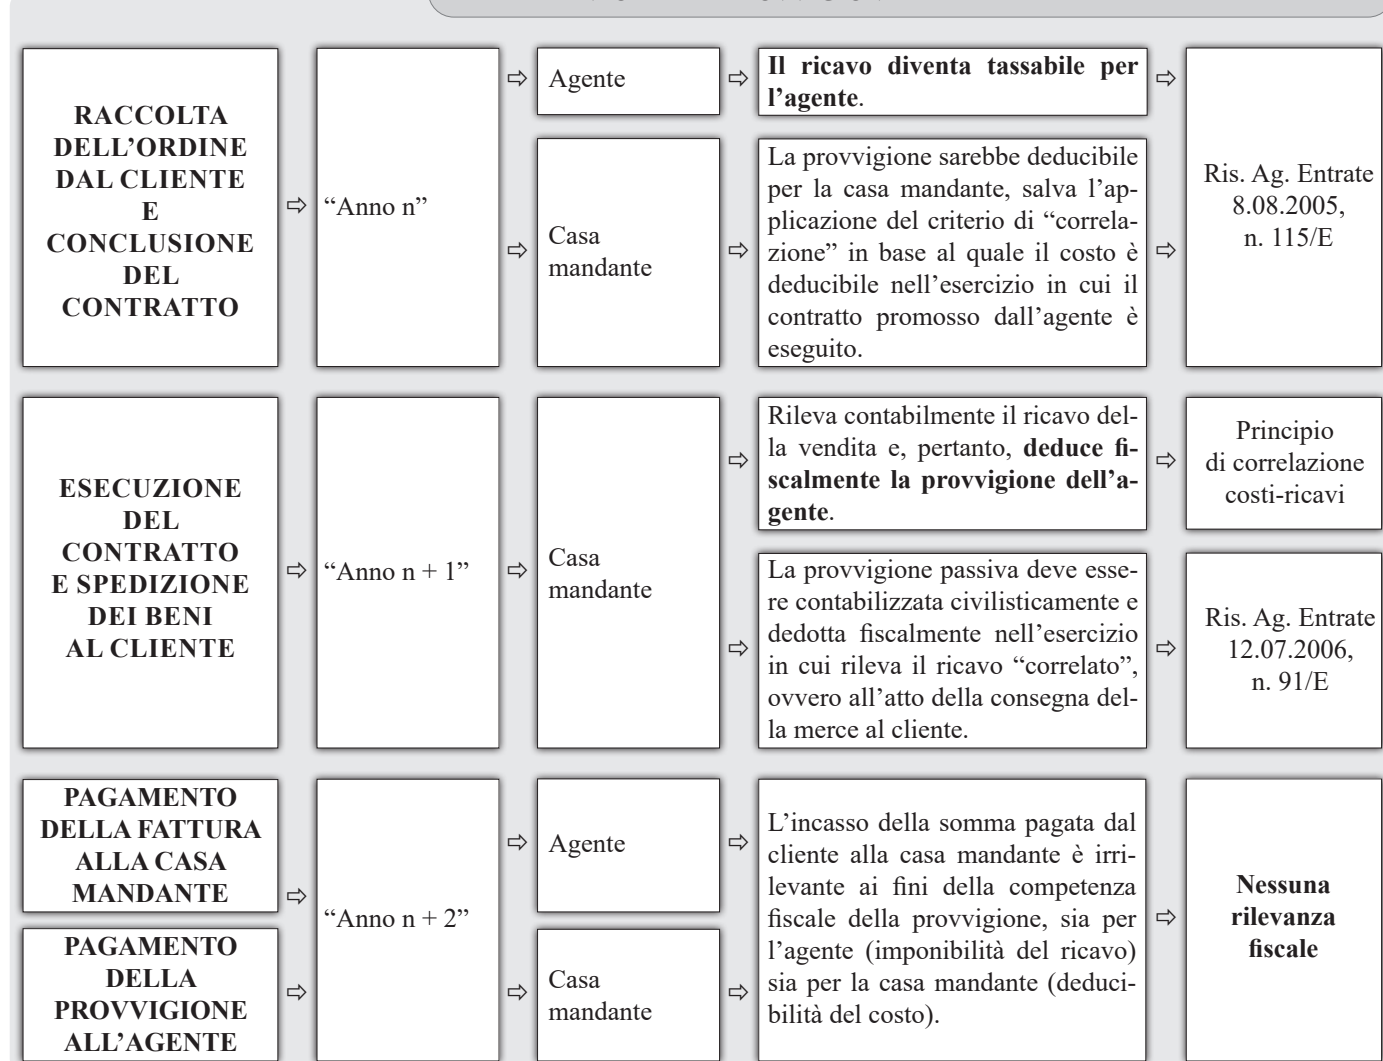 RACCOLTA
DELL’ORDINE
DAL CLIENTE
E
CONCLUSIONE
DEL
CONTRATTO
⇨
“Anno n”
⇨
Agente
⇨
Il ricavo diventa tassabile per
l’agente.
⇨
⇨
Casa
mandante
⇨
La provvigione sarebbe deducibile
per la casa mandante, salva l’ap-
plicazione del criterio di “correla-
zione” in base al quale il costo è
deducibile nell’esercizio in cui il
contratto promosso dall’agente è
eseguito.
⇨
Ris. Ag. Entrate
8.08.2005,
n. 115/E
ESECUZIONE
DEL
CONTRATTO
E SPEDIZIONE
DEI BENI
AL CLIENTE
⇨
“Anno n + 1”
⇨
Casa
mandante
⇨
Rileva contabilmente il ricavo del-
la vendita e, pertanto, deduce fi-
scalmente la provvigione dell’a-
gente.
⇨
Principio
di correlazione
costi-ricavi
⇨
La provvigione passiva deve esse-
re contabilizzata civilisticamente e
dedotta fiscalmente nell’esercizio
in cui rileva il ricavo “correlato”,
ovvero all’atto della consegna del-
la merce al cliente.
⇨
Ris. Ag. Entrate
12.07.2006,
n. 91/E
PAGAMENTO
DELLA FATTURA
ALLA CASA
MANDANTE
⇨
PAGAMENTO
DELLA
PROVVIGIONE
ALL’AGENTE
⇨
“Anno n + 2”
⇨
Agente
⇨
⇨
Casa
mandante
⇨
L’incasso della somma pagata dal
cliente alla casa mandante è irri-
levante ai fini della competenza
fiscale della provvigione, sia per
l’agente (imponibilità del ricavo)
sia per la casa mandante (deduci-
bilità del costo).
⇨
Nessuna
rilevanza
fiscale